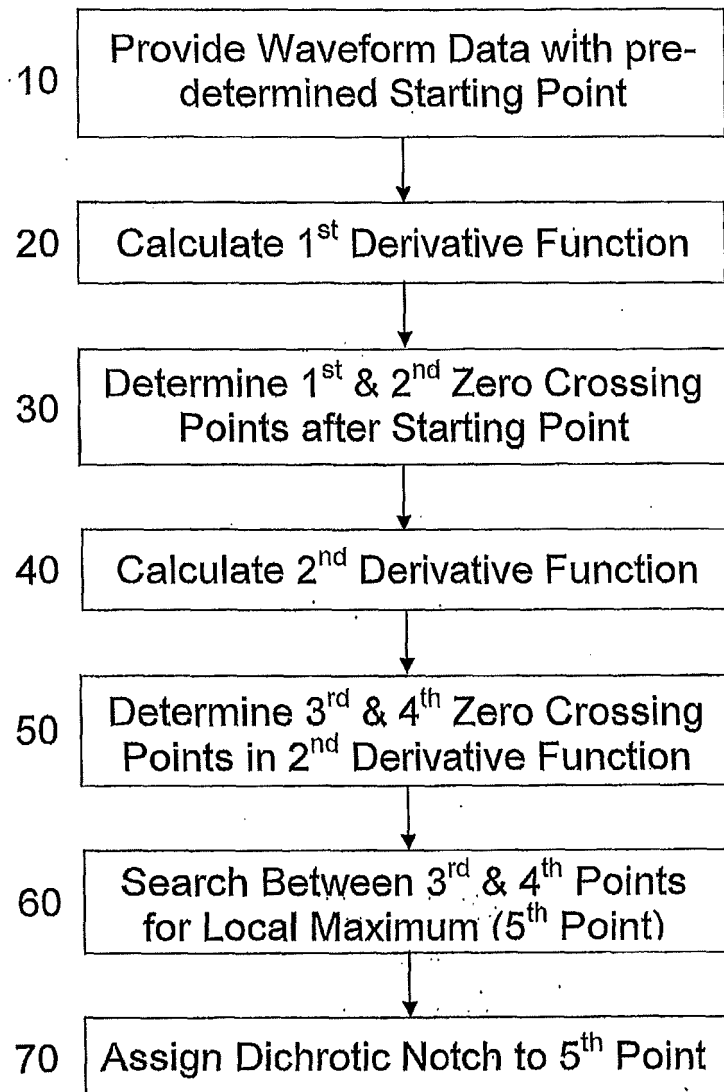 10
Provide Waveform Data with pre-
determined Starting Point
20
Calculate 1st Derivative Function
30
Determine 1st & 2nd Zero Crossing
Points after Starting Point
40
Calculate 2nd Derivative Function
50
Determine 3rd & 4th Zero Crossing
Points in 2nd Derivative Function
60
Search Between 3rd & 4th Points
for Local Maximum (5th Point)
70
Assign Dichrotic Notch to 5th Point